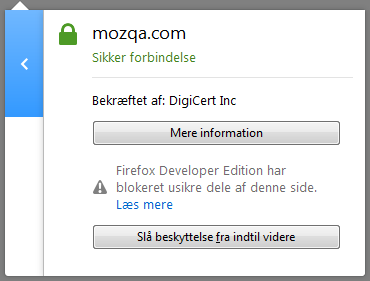 mozqa.com
Sikker forbindelse
Bekræftet af: DigiCert Inc
Mere information
Firefox Developer Edition har
blokeret usikre dele af denne side.
Læs mere
Slå beskyttelse fra indtil videre